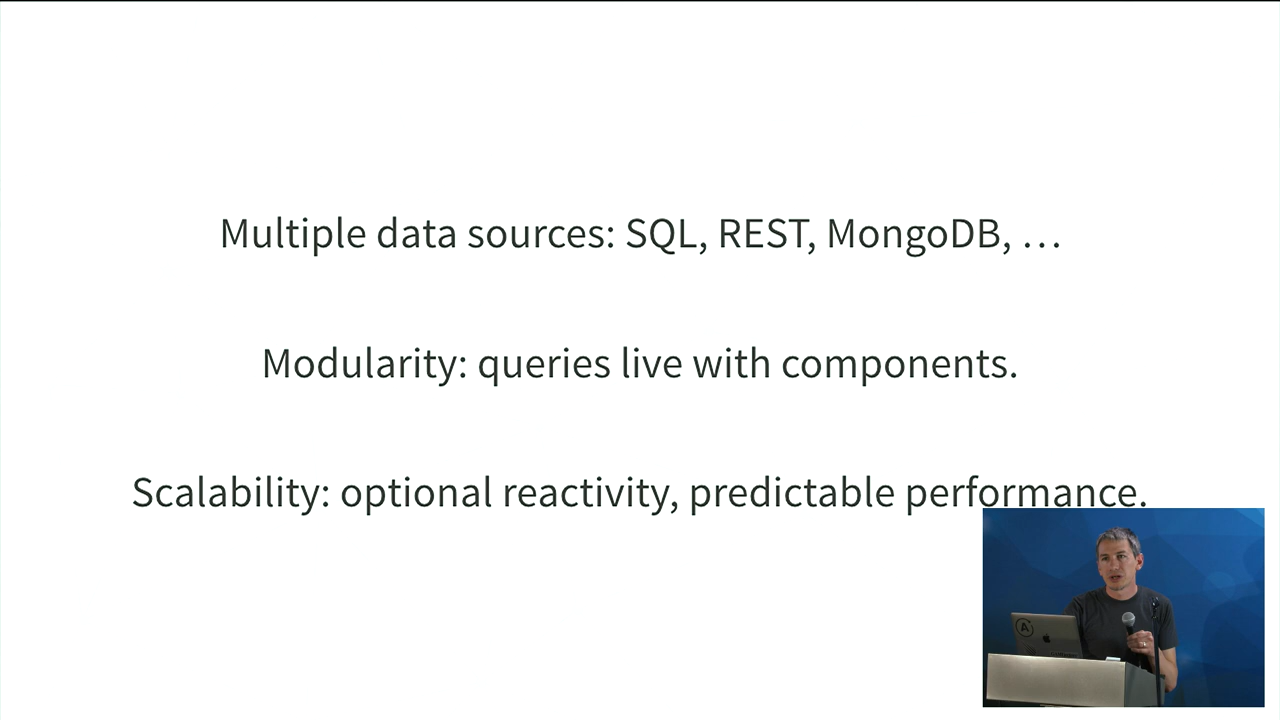 Multiple data sources: SQL, REST, MongoDB, …
Modularity: queries live with components.
Scalability: optional reactivity, predictable performance.
A